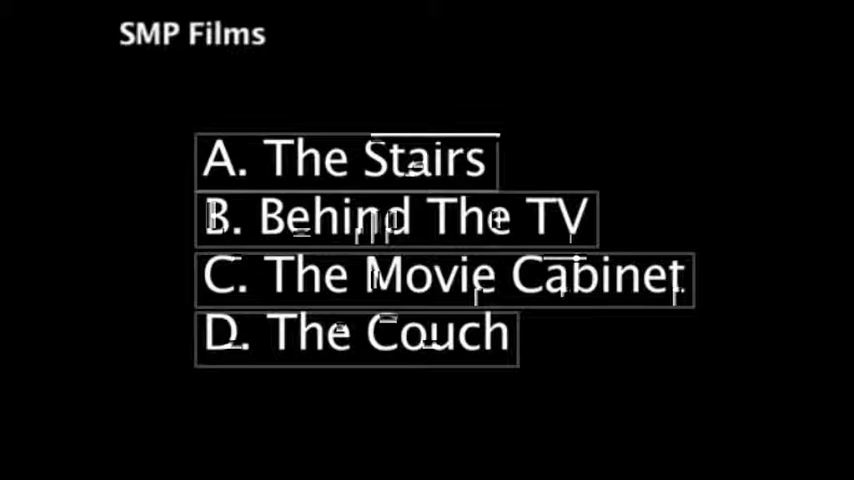 SMP Films
A. The Stairs
B. Behind The TV
C. The Movie Cabinet
D. The Couch